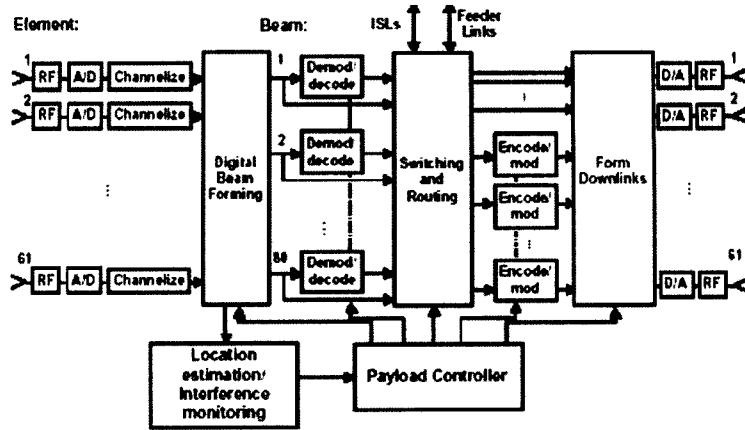 Element:
Beam:
ISLs
Feeder
Links
1
RF
A/D
Channelize
2
RF
A/D
Channelize
61
RF
A/D
Channelize
Digital
Beam
Forming
1
Demod/
decode
2
Demod/
decode
80
Demod/
decode
Switching
and
Routing
Encode/
mod
Encode/
mod
Encode/
mod
Form
Downlinks
D/A
RF
1
D/A
RF
2
D/A
RF
61
Location
estimation/
Interference
monitoring
Payload Controller